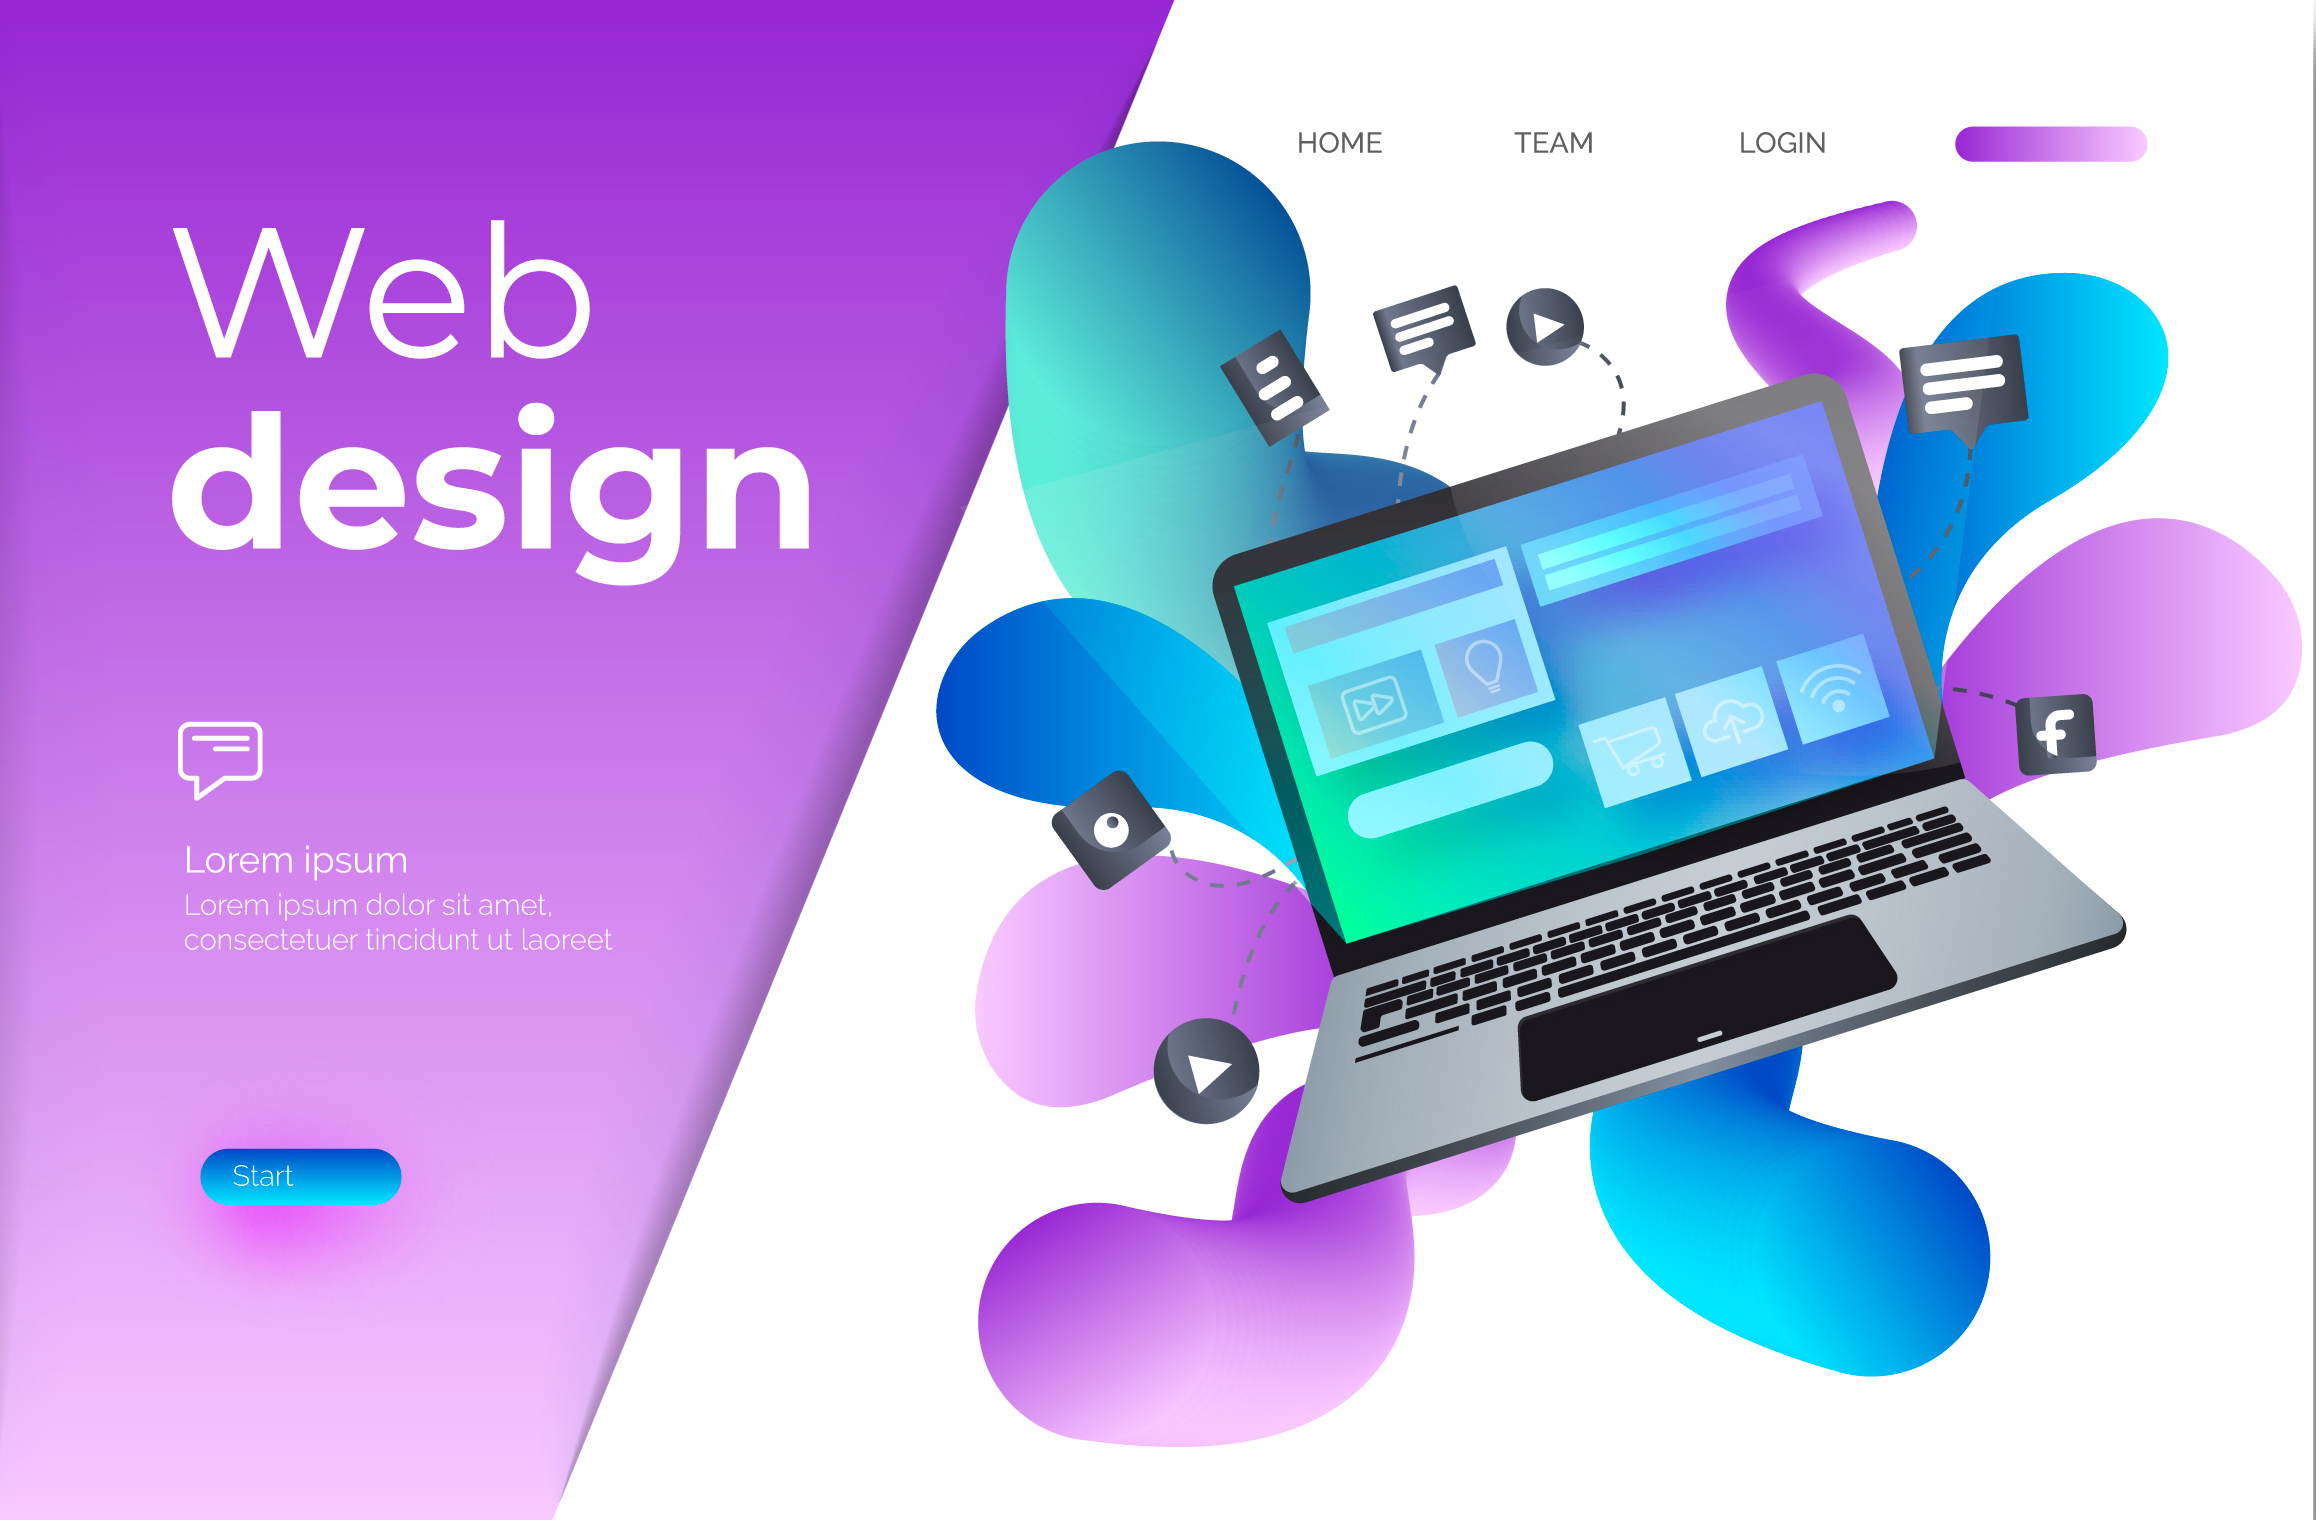 HOME TEAM LOGIN
Web
design
Lorem ipsum
Lorem ipsum dolor sit amet,
consectetuer tincidunt ut laoreet
Start
f